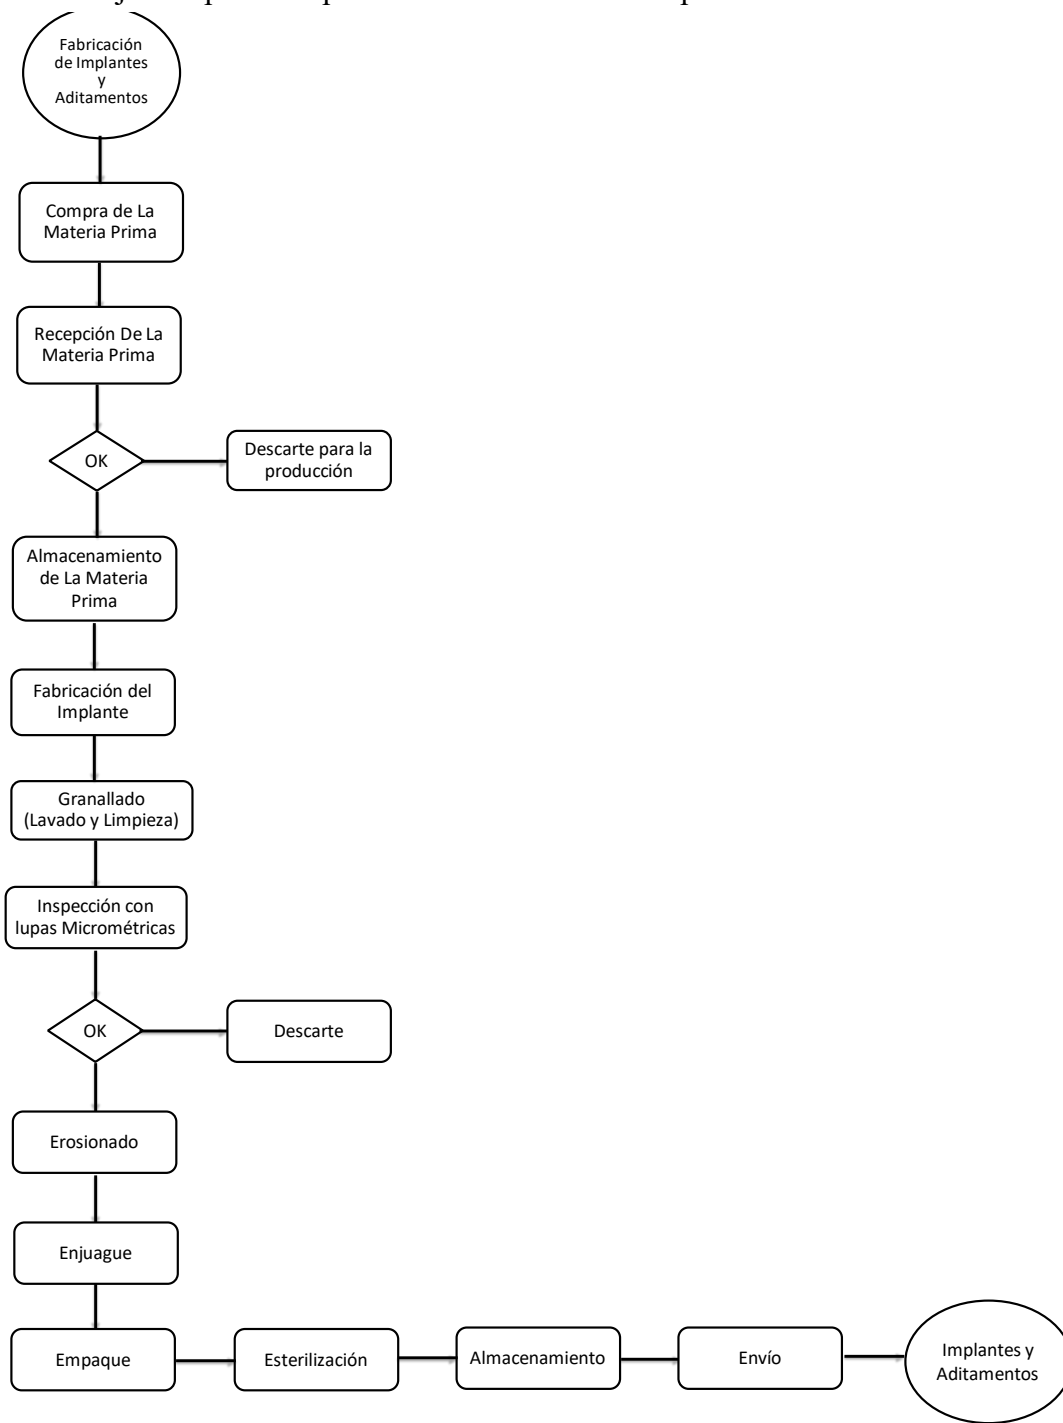 Fabricación
de Implantes
y
Aditamentos
Compra de La
Materia Prima
Recepción De La
Materia Prima
OK
Descarte para la
producción
Almacenamiento
de La Materia
Prima
Fabricación del
Implante
Granallado
(Lavado y Limpieza)
Inspección con
lupas Micrométricas
OK
Descarte
Erosionado
Enjuague
Empaque
Esterilización
Almacenamiento
Envío
Implantes y
Aditamentos